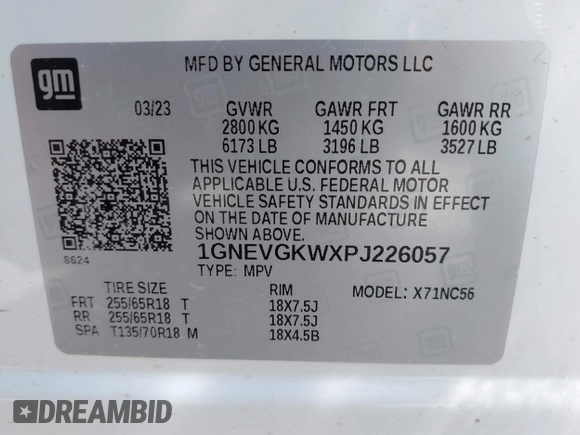 gm
MFD BY GENERAL MOTORS LLC
03/23 GVWR GAWR FRT GAWR RR
2800 KG 1450 KG 1600 KG
6173 LB 3196 LB 3527 LB
THIS VEHICLE CONFORMS TO ALL
APPLICABLE U.S. FEDERAL MOTOR
VEHICLE SAFETY STANDARDS IN EFFECT
ON THE DATE OF MANUFACTURE
SHOWN ABOVE.
8624
1GNEVGKWXPJ226057
TYPE: MPV
TIRE SIZE RIM MODEL: X71NC56
FRT 255/65R18 T 18X7.5J
RR 255/65R18 T 18X7.5J
SPA T135/70R18 M 18X4.5B
DREAMBID